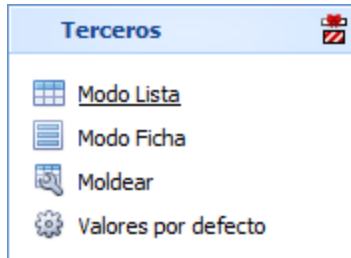 Terceros
Modo Lista
Modo Ficha
Moldear
Valores por defecto